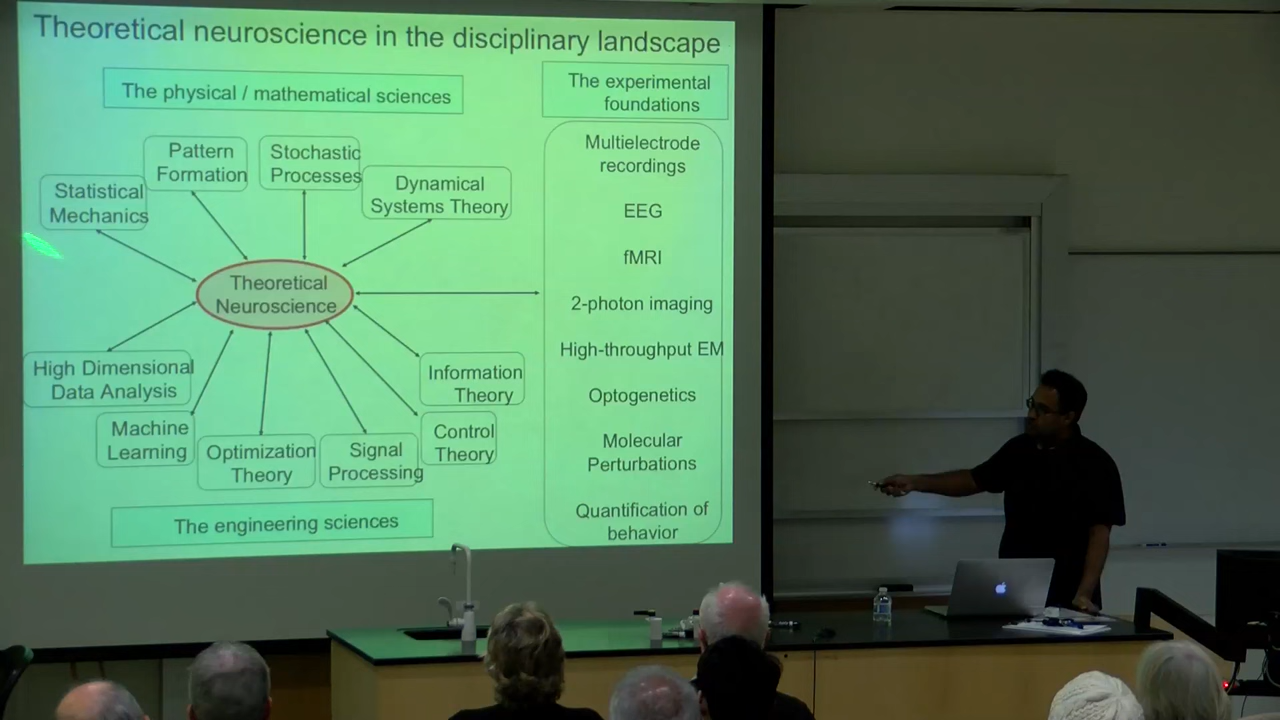 Theoretical neuroscience in the disciplinary landscape
The physical / mathematical sciences
The experimental
foundations
Pattern
Formation
Stochastic
Processes
Statistical
Mechanics
Dynamical
Systems Theory
Theoretical
Neuroscience
High Dimensional
Data Analysis
Machine
Learning
Optimization
Theory
Signal
Processing
Control
Theory
Information
Theory
The engineering sciences
Multielectrode
recordings
EEG
fMRI
2-photon imaging
High-throughput EM
Optogenetics
Molecular
Perturbations
Quantification of
behavior